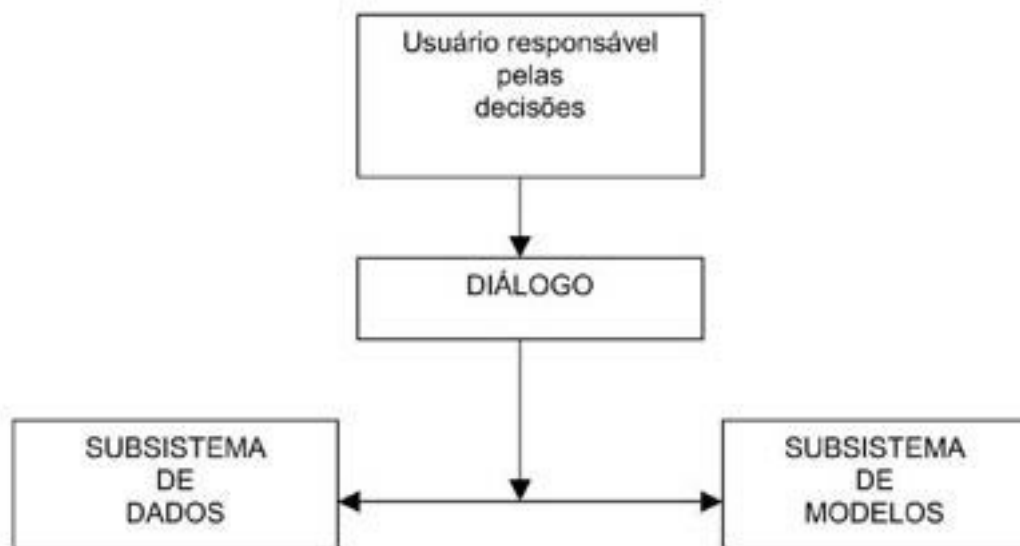 Usuário responsável
pelas
decisões
DIÁLOGO
SUBSISTEMA
DE
DADOS
SUBSISTEMA
DE
MODELOS